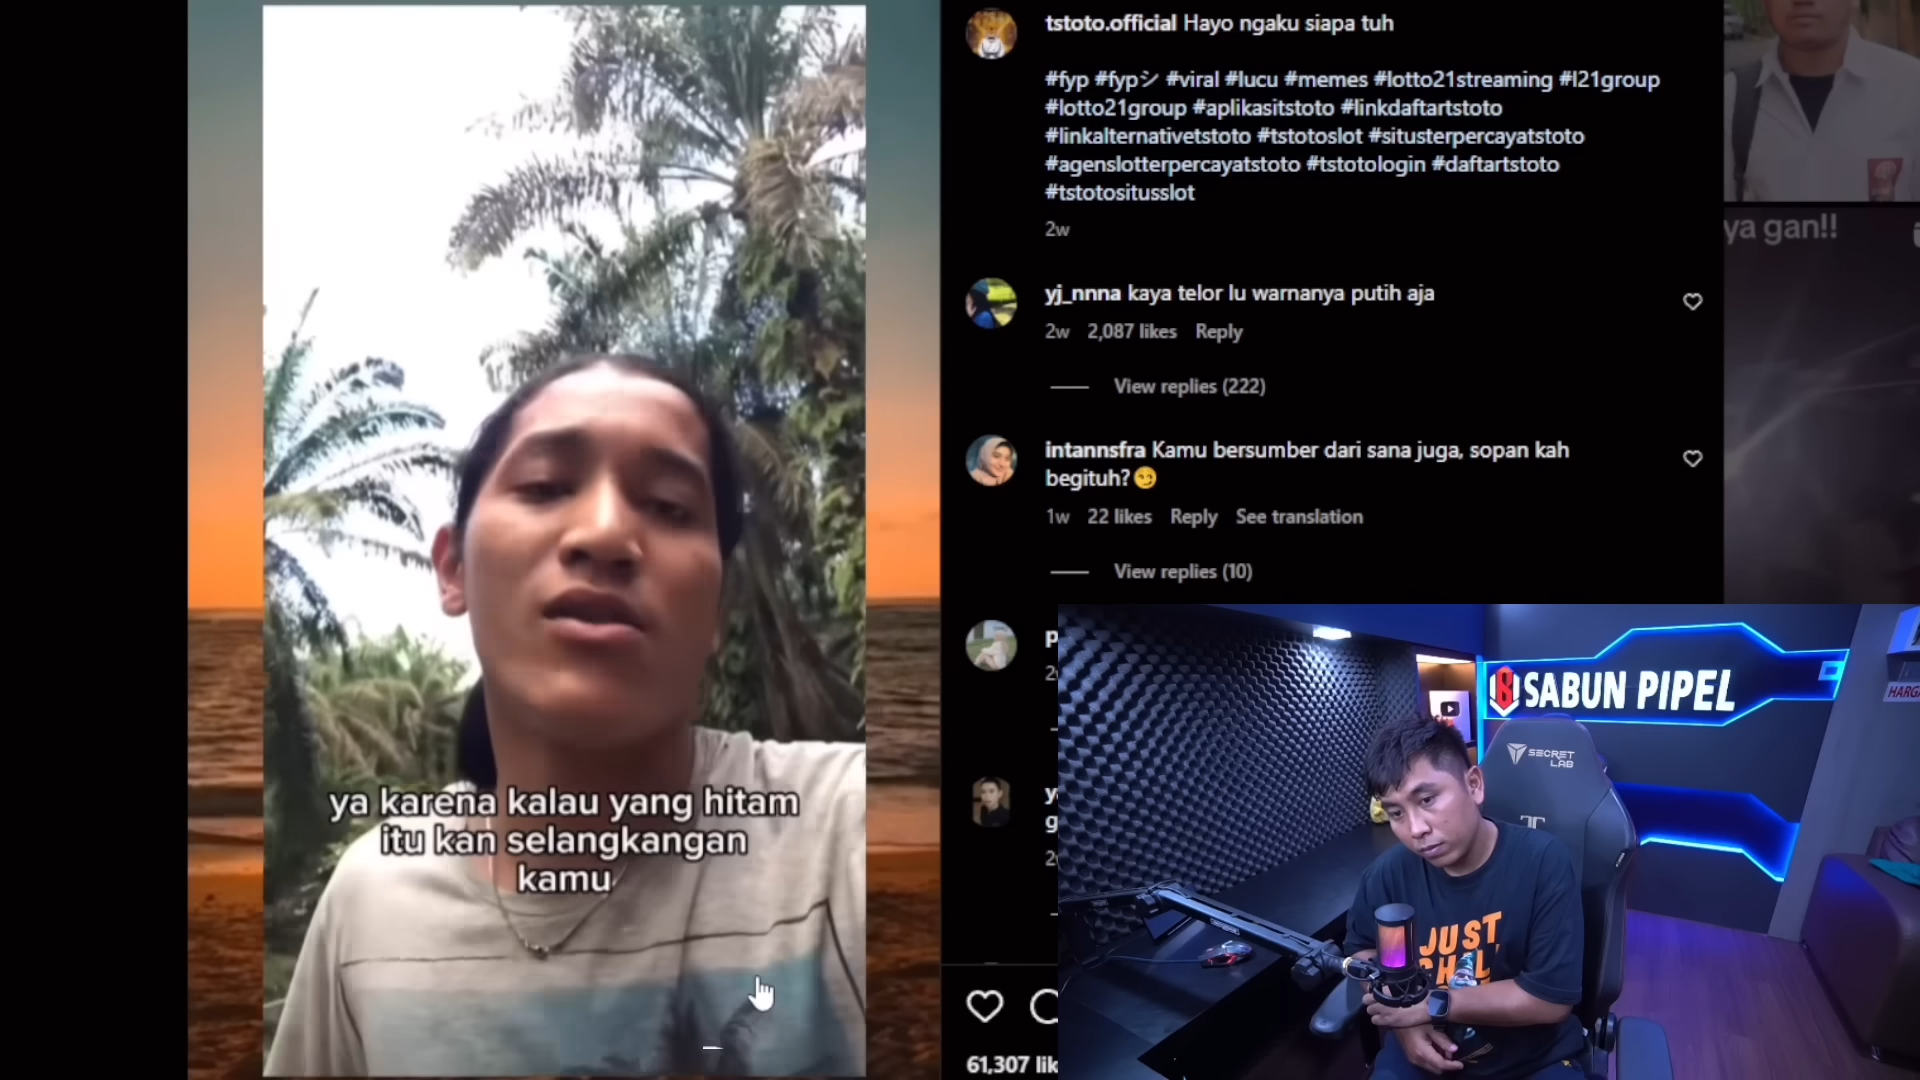 tstoto.official Hayo ngaku siapa tuh
#fyp #fypシ #viral #lucu #memes #lotto21streaming #l21group
#lotto21group #aplikasitstoto #linkdaftartstoto
#linkalternativetstoto #tstotoslot #situsterpercayatstoto
#agenslotterpercayatstoto #tstotologin #daftartstoto
#tstotositusslot
2w
ya gan!!
yj_nnna kaya telor lu warnanya putih aja
2w 2,087 likes Reply
View replies (222)
intannsfra Kamu bersumber dari sana juga, sopan kah
begituh?😏
1w 22 likes Reply See translation
View replies (10)
ya karena kalau yang hitam
itu kan selangkangan
kamu
61,307 lik
SABUN PIPEL
SECRET
LAB
JUST